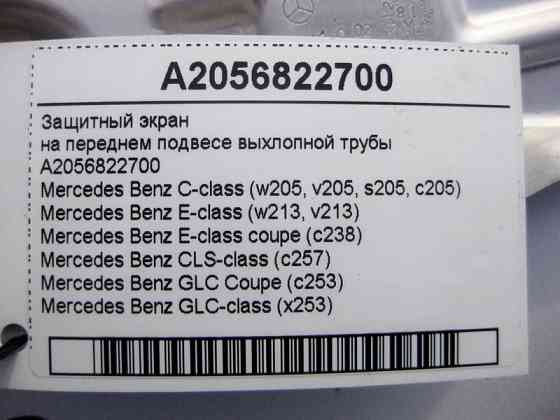 A2056822700
Защитный экран
на переднем подвесе выхлопной трубы
A2056822700
Mercedes Benz C-class (w205, v205, s205, c205)
Mercedes Benz E-class (w213, v213)
Mercedes Benz E-class coupe (c238)
Mercedes Benz CLS-class (c257)
Mercedes Benz GLC Coupe (c253)
Mercedes Benz GLC-class (x253)